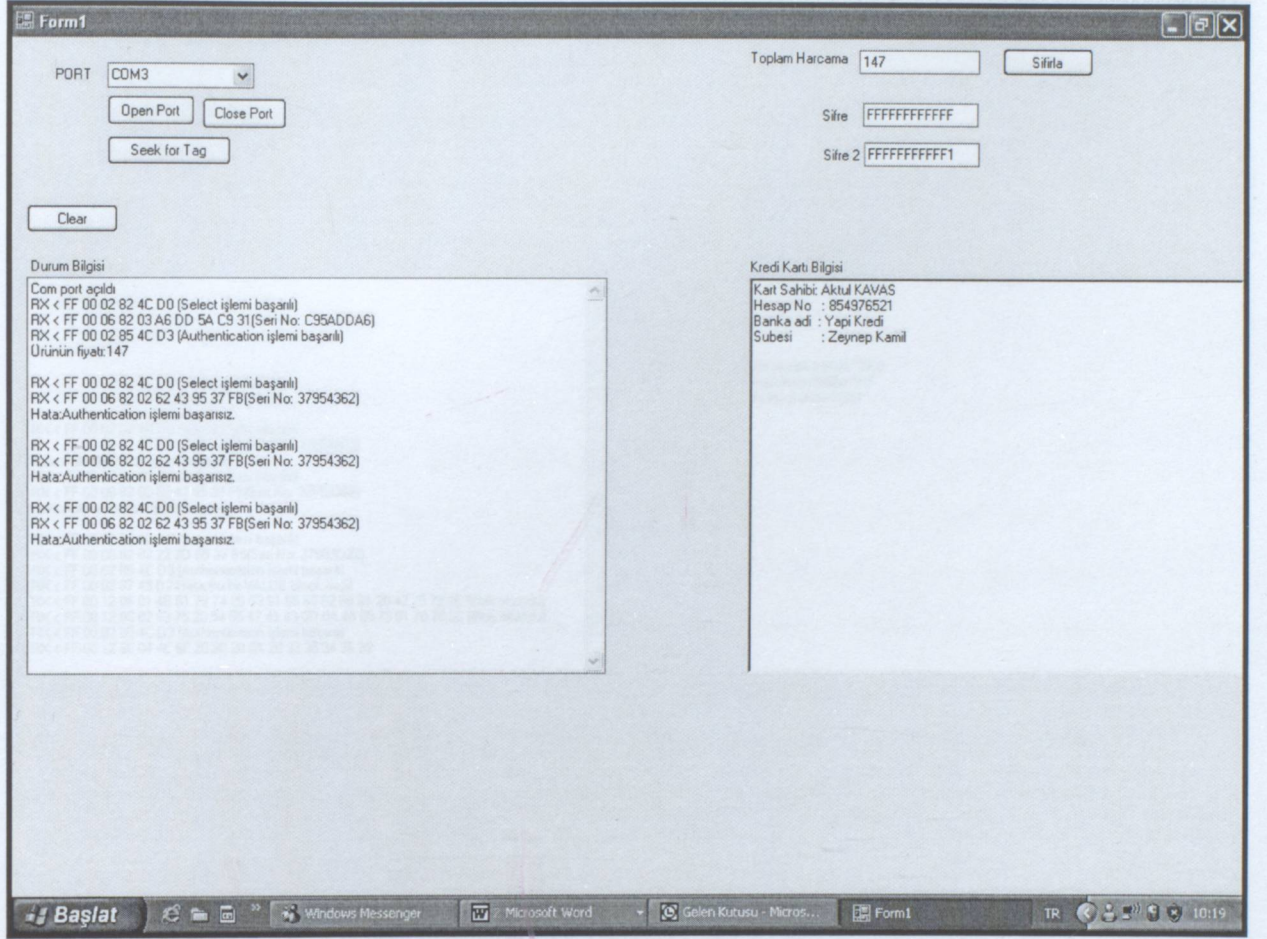 Form1
PORT COM3
Open Port Close Port
Seek for Tag
Toplam Harcama 147 Sifirla
Sifre FFFFFFFFFFFF
Sifre 2 FFFFFFFFFFF1
Clear
Durum Bilgisi
Com port açıldı
RX < FF 00 02 82 4C D0 (Select işlemi başarılı)
RX < FF 00 06 82 03 A6 DD 5A C9 31(Seri No: C95ADDA6)
RX < FF 00 02 85 4C D3 (Authentication işlemi başarılı)
Ürünün fiyatı:147
RX < FF 00 02 82 4C D0 (Select işlemi başarılı)
RX < FF 00 06 82 02 62 43 95 37 FB(Seri No: 37954362)
Hata:Authentication işlemi başarısız.
RX < FF 00 02 82 4C D0 (Select işlemi başarılı)
RX < FF 00 06 82 02 62 43 95 37 FB(Seri No: 37954362)
Hata:Authentication işlemi başarısız.
RX < FF 00 02 82 4C D0 (Select işlemi başarılı)
RX < FF 00 06 82 02 62 43 95 37 FB(Seri No: 37954362)
Hata:Authentication işlemi başarısız.
Kredi Kartı Bilgisi
Kart Sahibi: Aktul KAVAS
Hesap No : 854976521
Banka adi : Yapi Kredi
Subesi : Zeynep Kamil
Başlat Windows Messenger 2 Microsoft Word Gelen Kutusu - Micros... Form1 TR 10:19